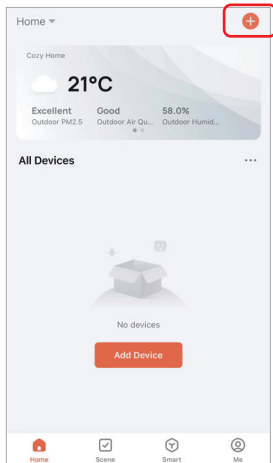 Home
Cozy Home
21°C
Excellent Good 58.0%
Outdoor PM2.5 Outdoor Air Qu... Outdoor Humid...
All Devices
No devices
Add Device
Home Scene Smart Me